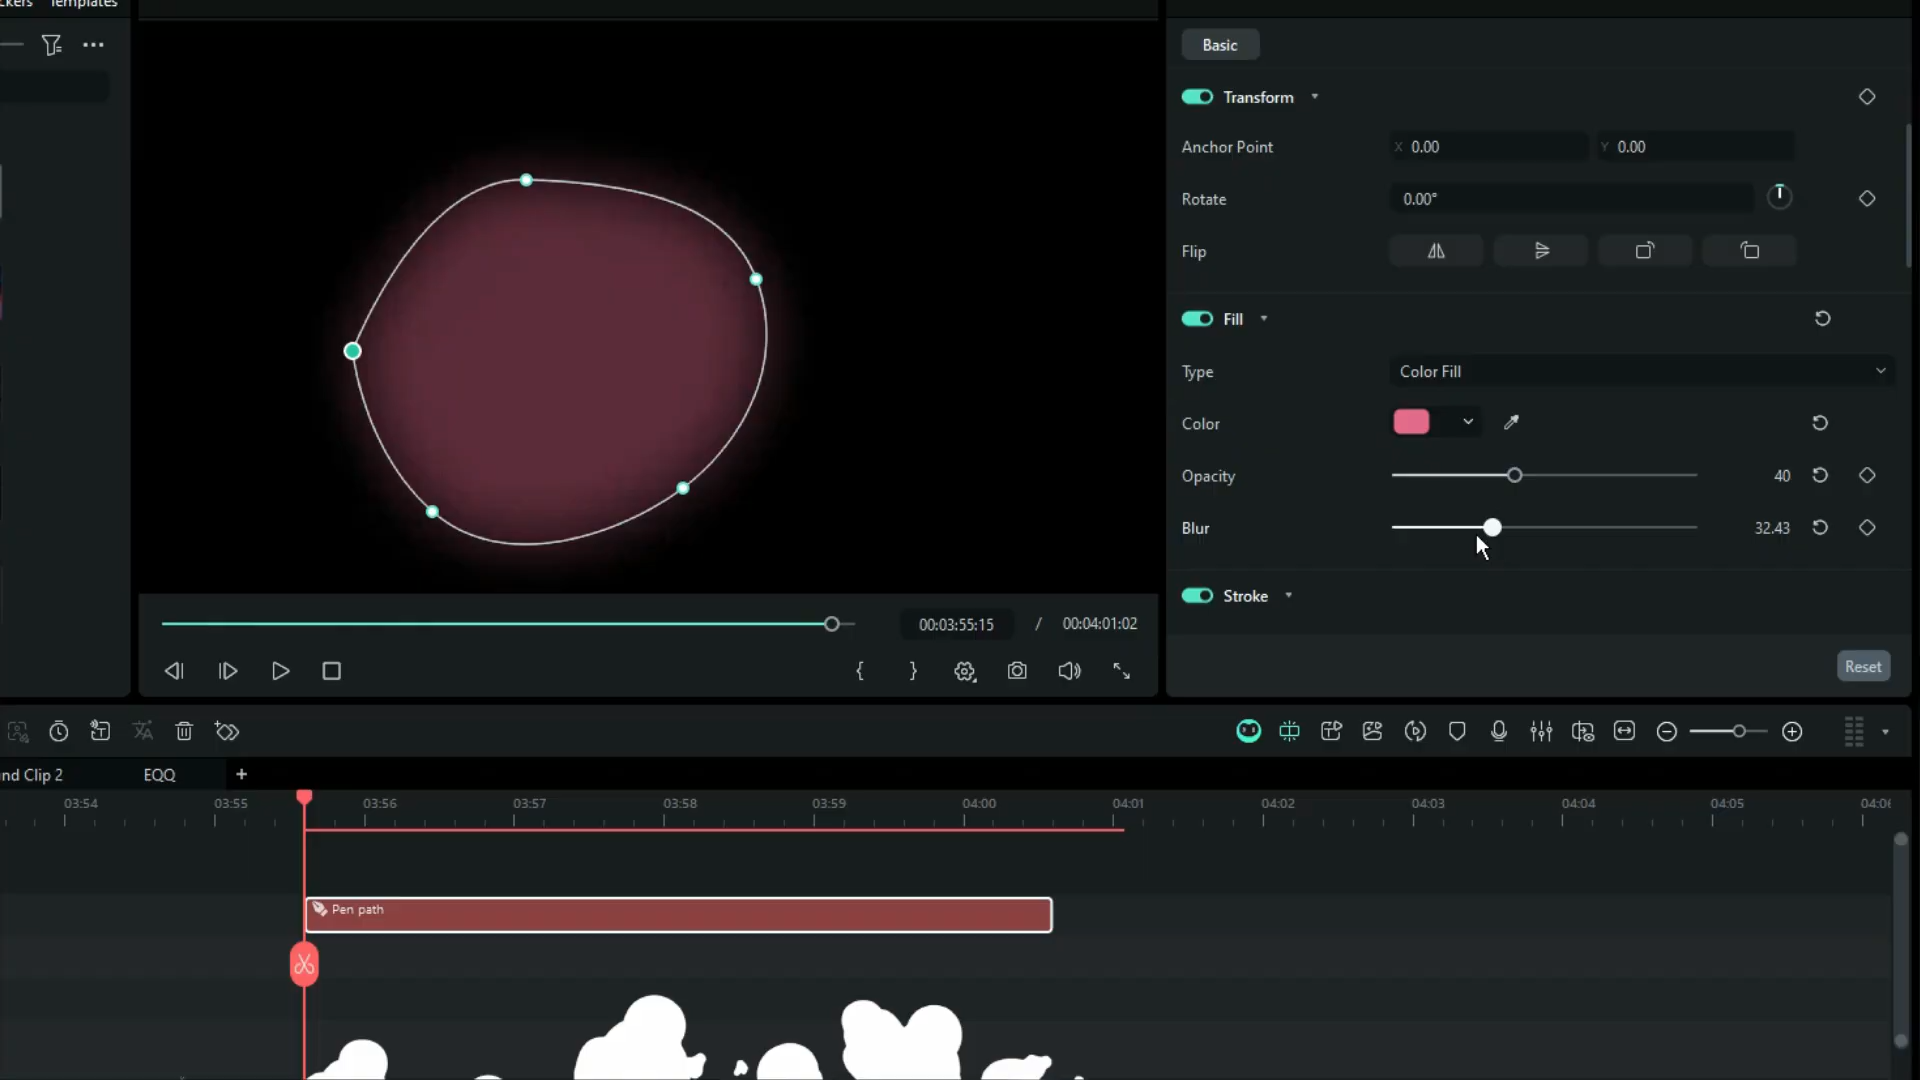 Templates
Basic
Transform
Anchor Point X 0.00 Y 0.00
Rotate 0.00°
Flip
Fill
Type Color Fill
Color
Opacity 40
Blur 32.43
Stroke
00:03:55:15 / 00:04:01:02
Reset
nd Clip 2 EQQ +
03:54 03:55 03:56 03:57 03:58 03:59 04:00 04:01 04:02 04:03 04:04 04:05
Pen path